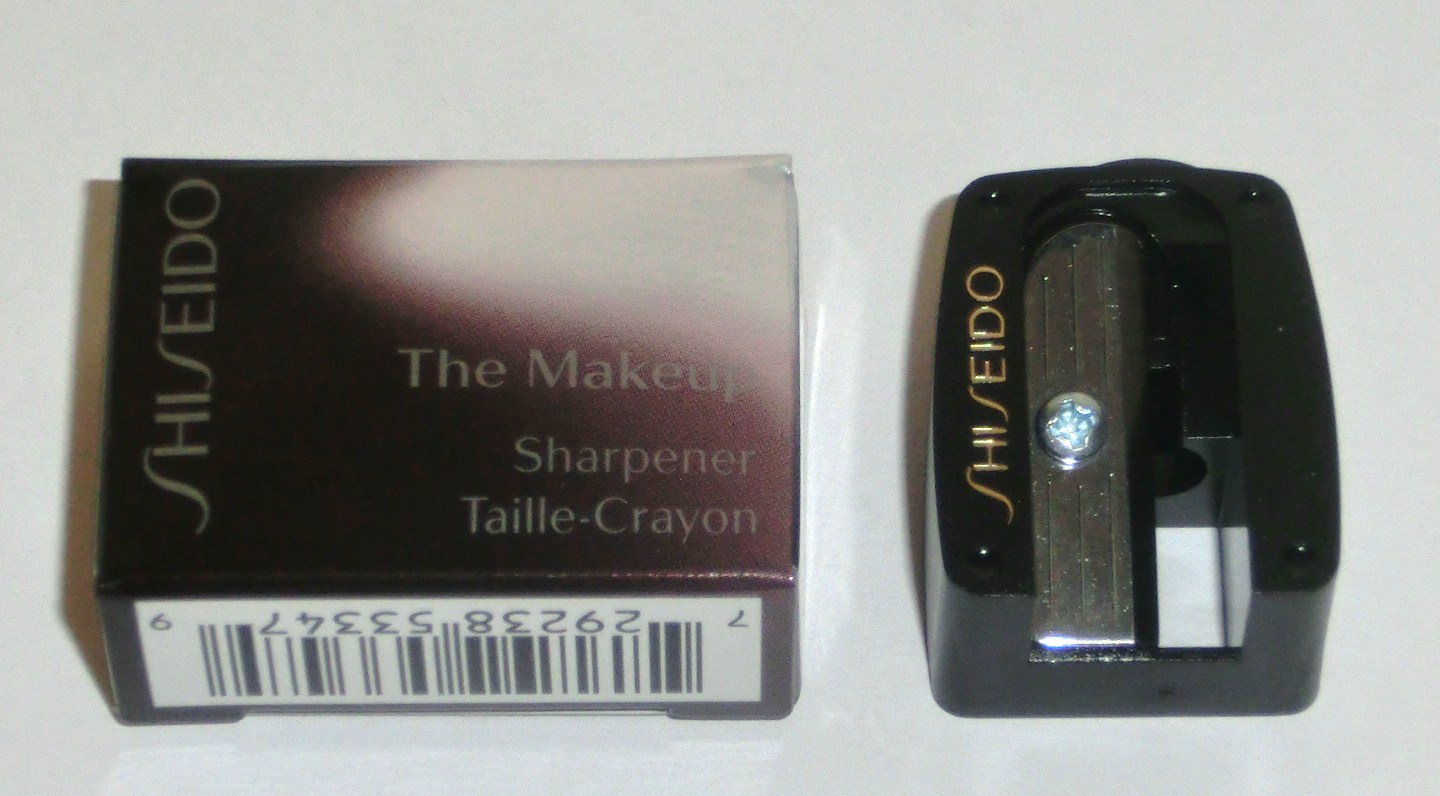 SHISEIDO
The Makeup
Sharpener
Taille-Crayon
7 29238 53347 9
SHISEIDO